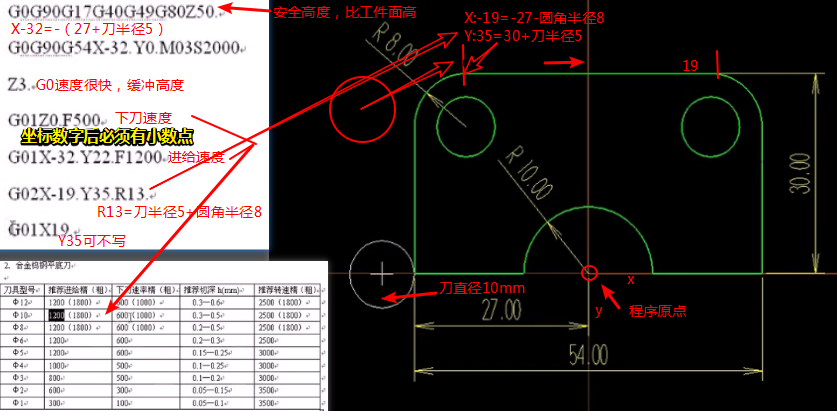 G0G90G17G40G49G80Z50.
安全高度，比工件面高
X-32=-（27+刀半径5）
G0G90G54X-32.Y0.M03S2000
Z3.
G0速度很快，缓冲高度
下刀速度
G01Z0.F500
坐标数字后必须有小数点
G01X-32.Y22.F1200
进给速度
G02X-19.Y35.R13.
R13=刀半径5+圆角半径8
G01X19.
Y35可不写
X:-19=-27-圆角半径8
Y:35=30+刀半径5
19
R 8.00
R 10.00
30.00
x
y
刀直径10mm
程序原点
27.00
54.00
2、合金钨钢平底刀
刀具型号 推荐进给精（粗） 下刀速率精（粗） 推荐切深 h(mm) 推荐转速精（粗）
Φ12 1200（1800） 600（1000） 0.3—0.6 2500（1800）
Φ10 1200（1800） 600（1000） 0.3—0.5 2500（1800）
Φ8 1200（1800） 600（1000） 0.2—0.5 2500（1800）
Φ6 1200 600 0.2—0.3 2500
Φ5 1200 600 0.15—0.25 3000
Φ4 1000 500 0.1—0.25 3000
Φ3 800 500 0.1—0.2 3000
Φ2 600 300 0.05—0.15 3500
Φ1 300 100 0.05—0.1 3500